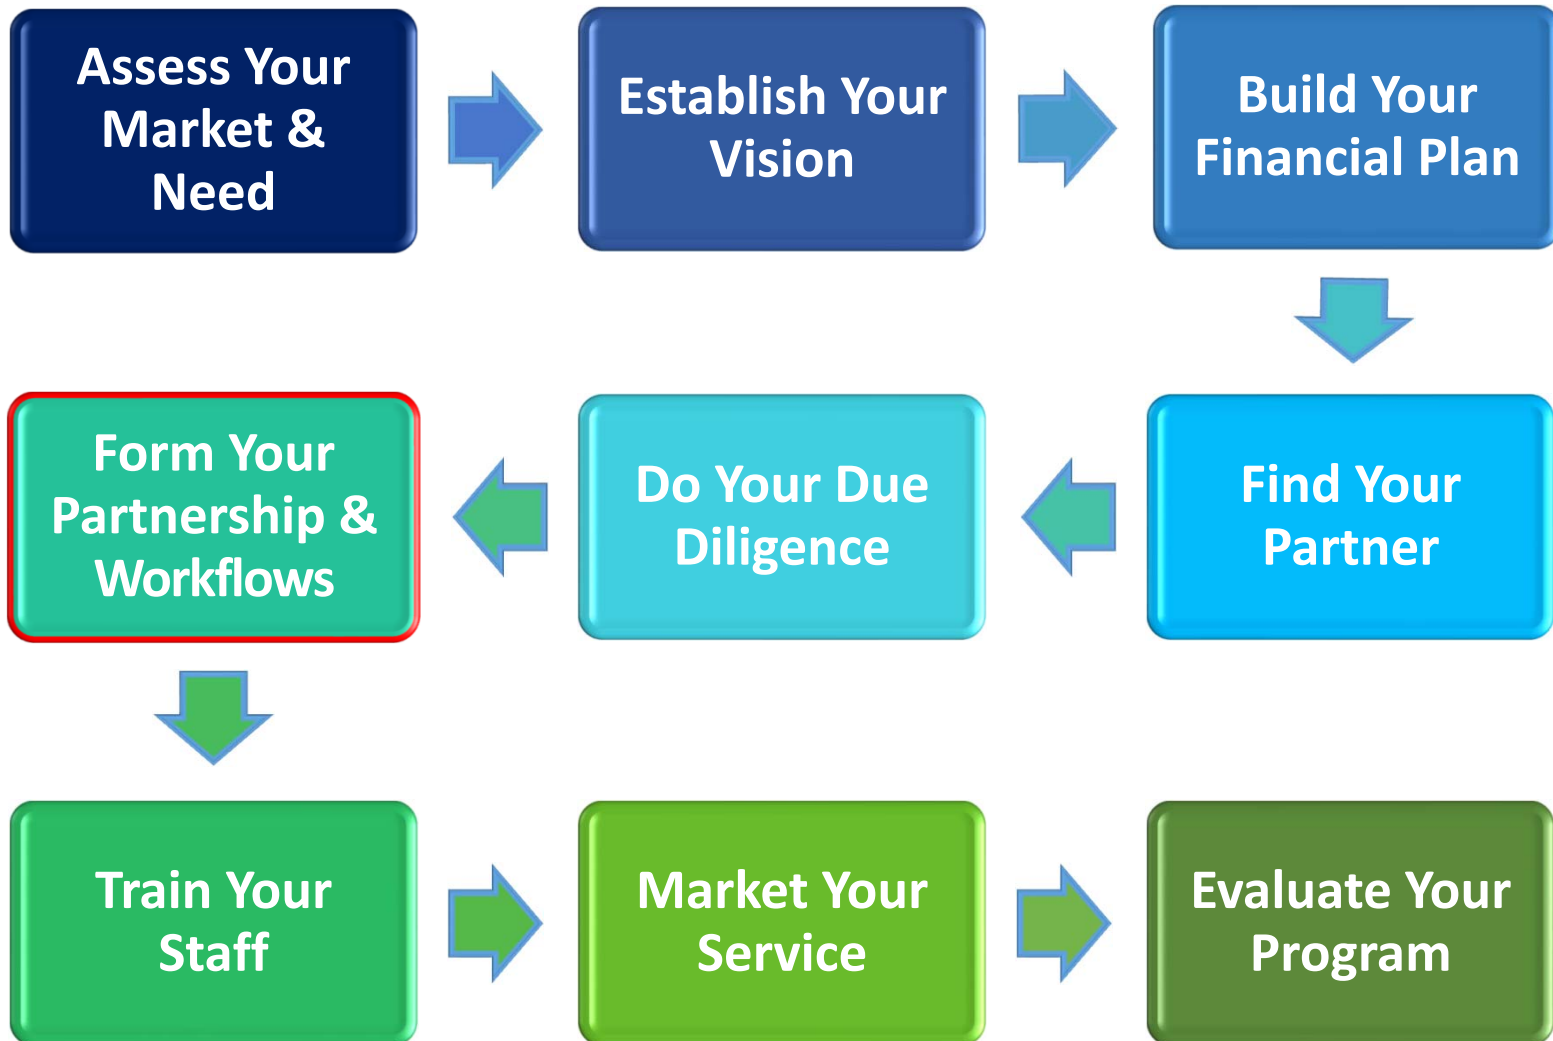 Assess Your
Market &
Need
Establish Your
Vision
Build Your
Financial Plan
Form Your
Partnership &
Workflows
Do Your Due
Diligence
Find Your
Partner
Train Your
Staff
Market Your
Service
Evaluate Your
Program